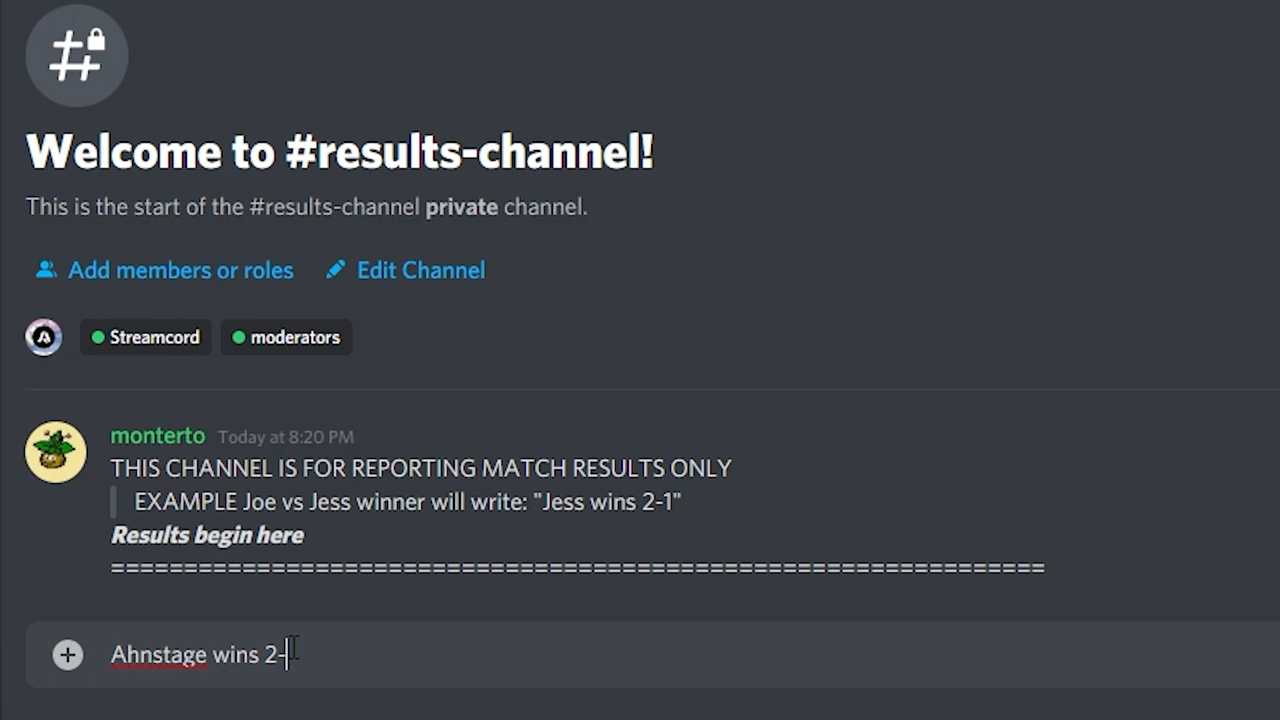 Welcome to #results-channel!
This is the start of the #results-channel private channel.
Add members or roles Edit Channel
A Streamcord moderators
monterto Today at 8:20 PM
THIS CHANNEL IS FOR REPORTING MATCH RESULTS ONLY
EXAMPLE Joe vs Jess winner will write: "Jess wins 2-1"
Results begin here
================================================================
Ahnstage wins 2-